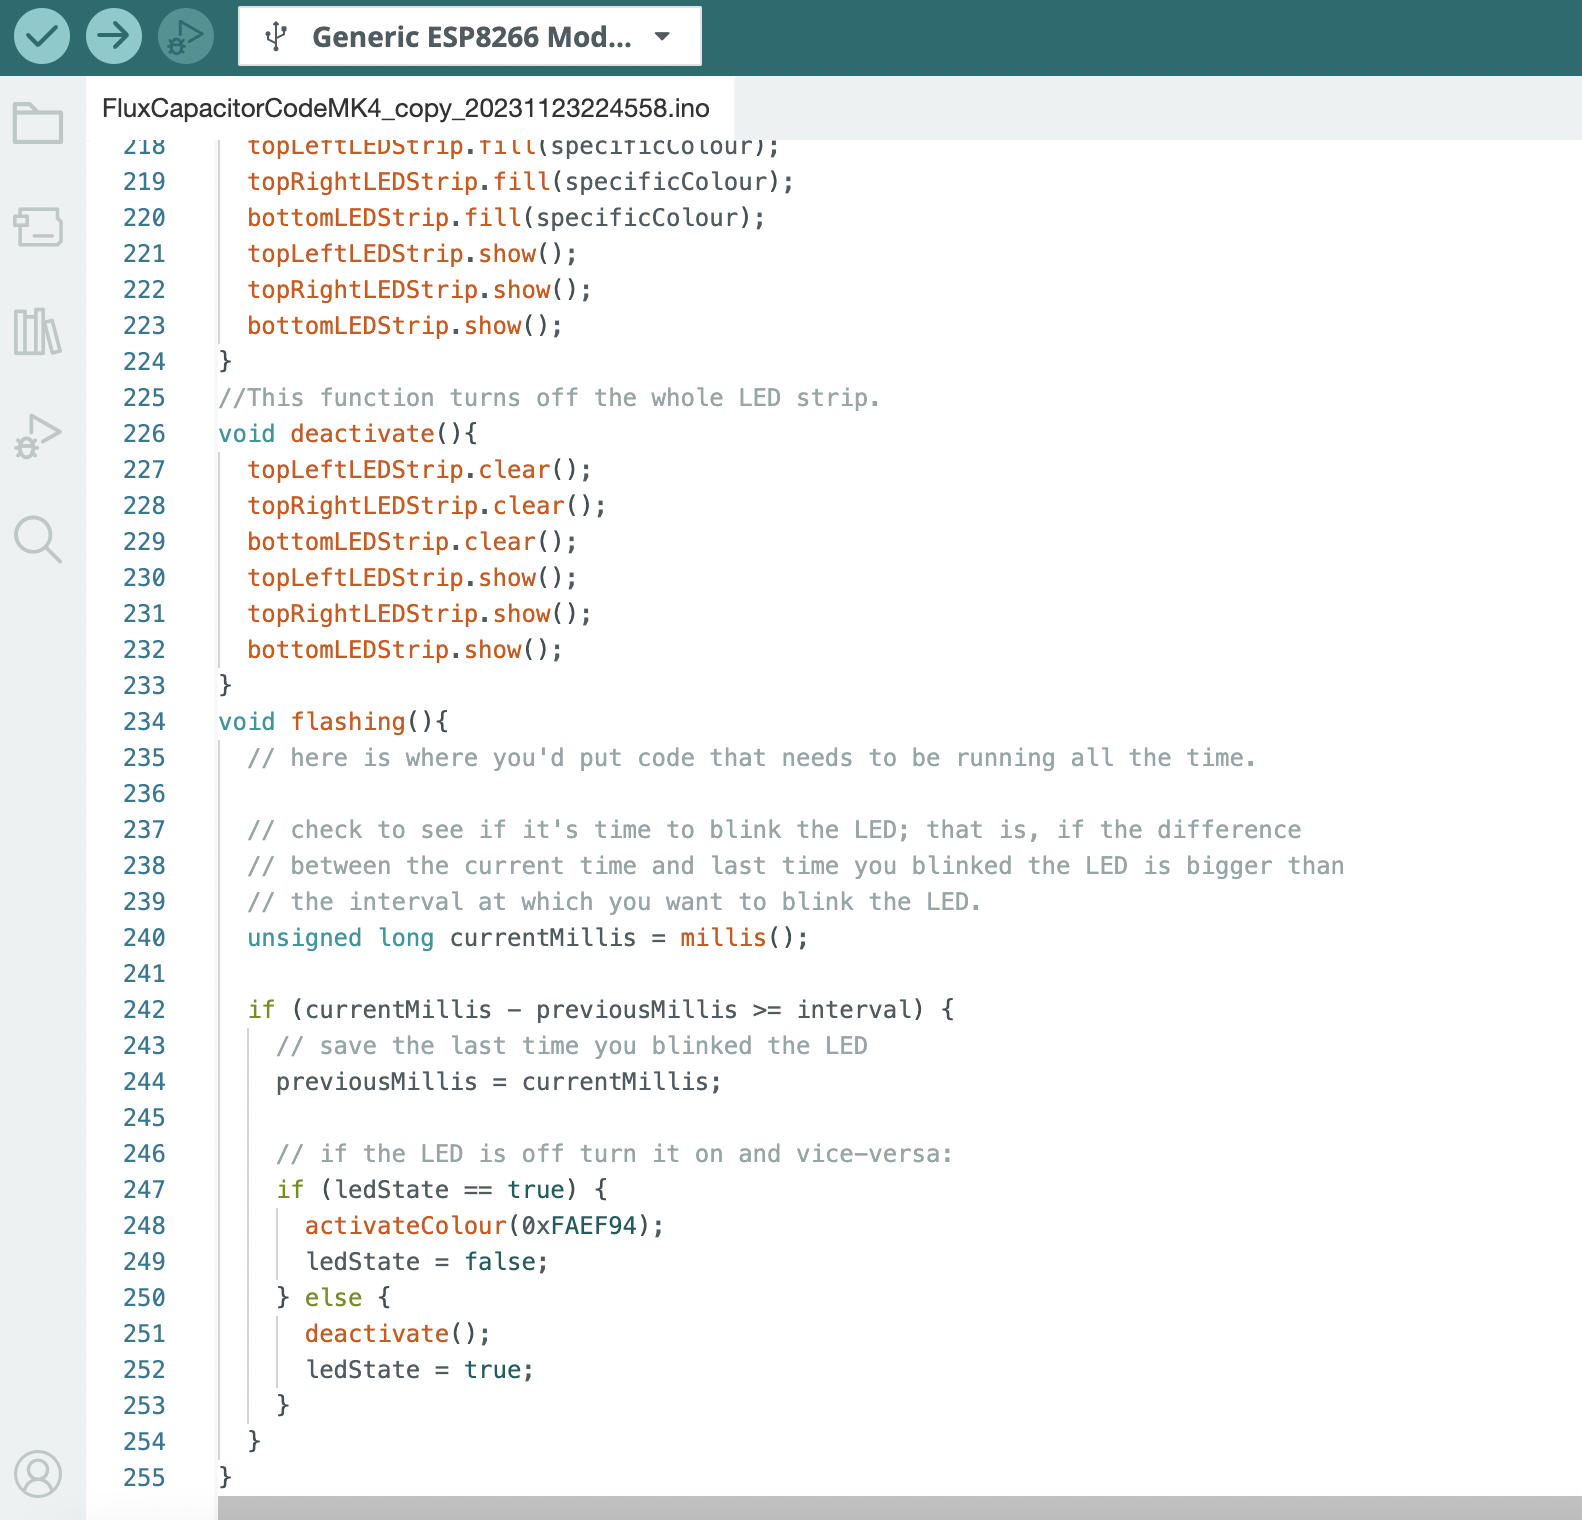 Generic ESP8266 Mod...
FluxCapacitorCodeMK4_copy_20231123224558.ino
218 topLeftLEDStrip.fill(specificColour);
219 topRightLEDStrip.fill(specificColour);
220 bottomLEDStrip.fill(specificColour);
221 topLeftLEDStrip.show();
222 topRightLEDStrip.show();
223 bottomLEDStrip.show();
224 }
225 //This function turns off the whole LED strip.
226 void deactivate(){
227 topLeftLEDStrip.clear();
228 topRightLEDStrip.clear();
229 bottomLEDStrip.clear();
230 topLeftLEDStrip.show();
231 topRightLEDStrip.show();
232 bottomLEDStrip.show();
233 }
234 void flashing(){
235 // here is where you'd put code that needs to be running all the time.
236
237 // check to see if it's time to blink the LED; that is, if the difference
238 // between the current time and last time you blinked the LED is bigger than
239 // the interval at which you want to blink the LED.
240 unsigned long currentMillis = millis();
241
242 if (currentMillis - previousMillis >= interval) {
243 // save the last time you blinked the LED
244 previousMillis = currentMillis;
245
246 // if the LED is off turn it on and vice-versa:
247 if (ledState == true) {
248 activateColour(0xFAEF94);
249 ledState = false;
250 } else {
251 deactivate();
252 ledState = true;
253 }
254 }
255 }